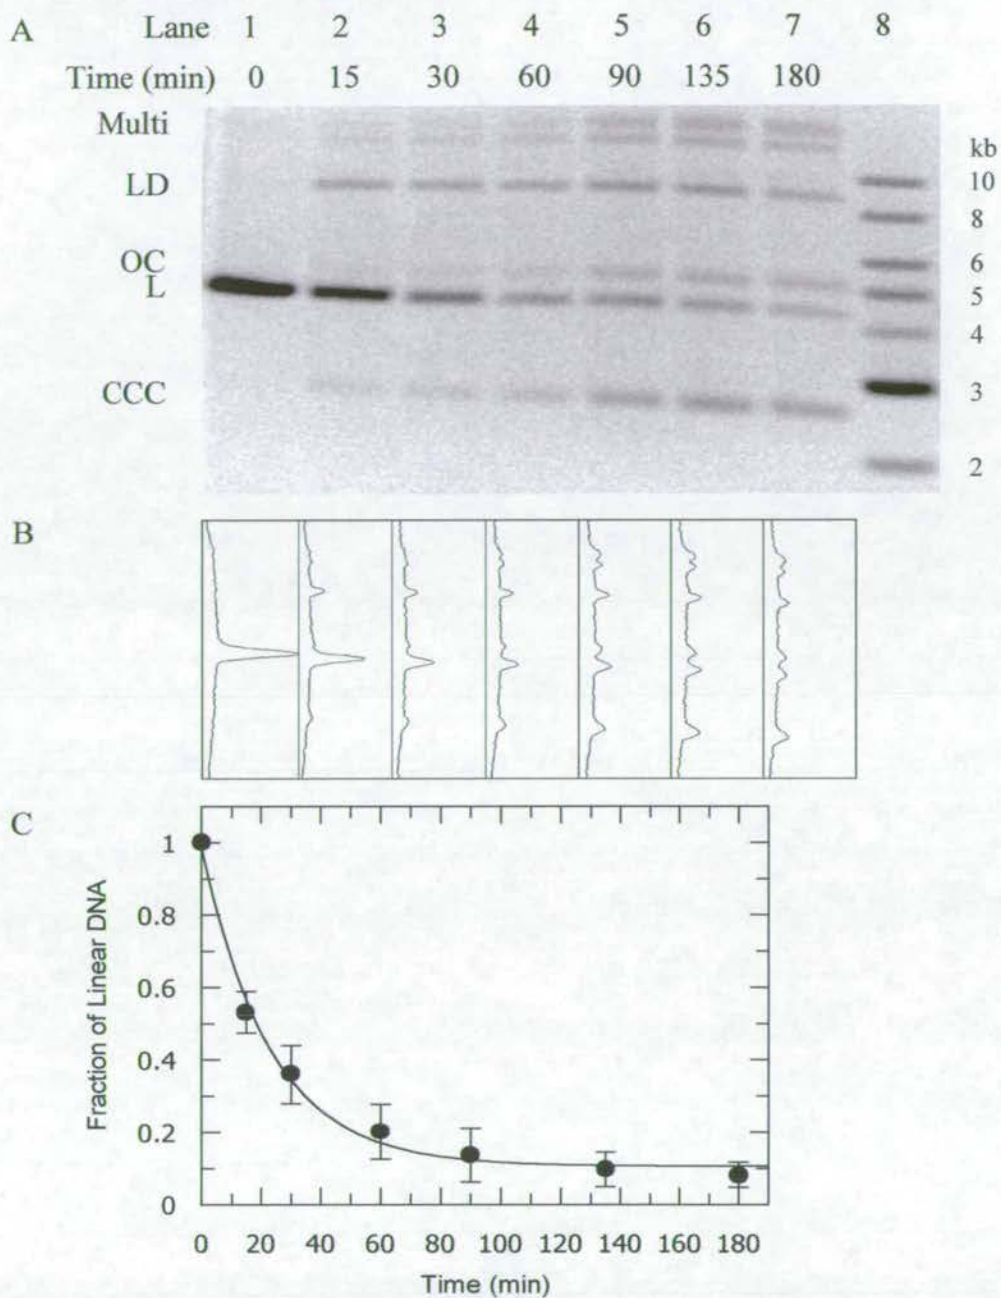 A Lane 1 2 3 4 5 6 7 8
Time (min) 0 15 30 60 90 135 180
Multi
kb
LD
10
8
OC
6
L
5
4
CCC
3
2
B
C
Fraction of Linear DNA
1
0.8
0.6
0.4
0.2
0
0 20 40 60 80 100 120 140 160 180
Time (min)